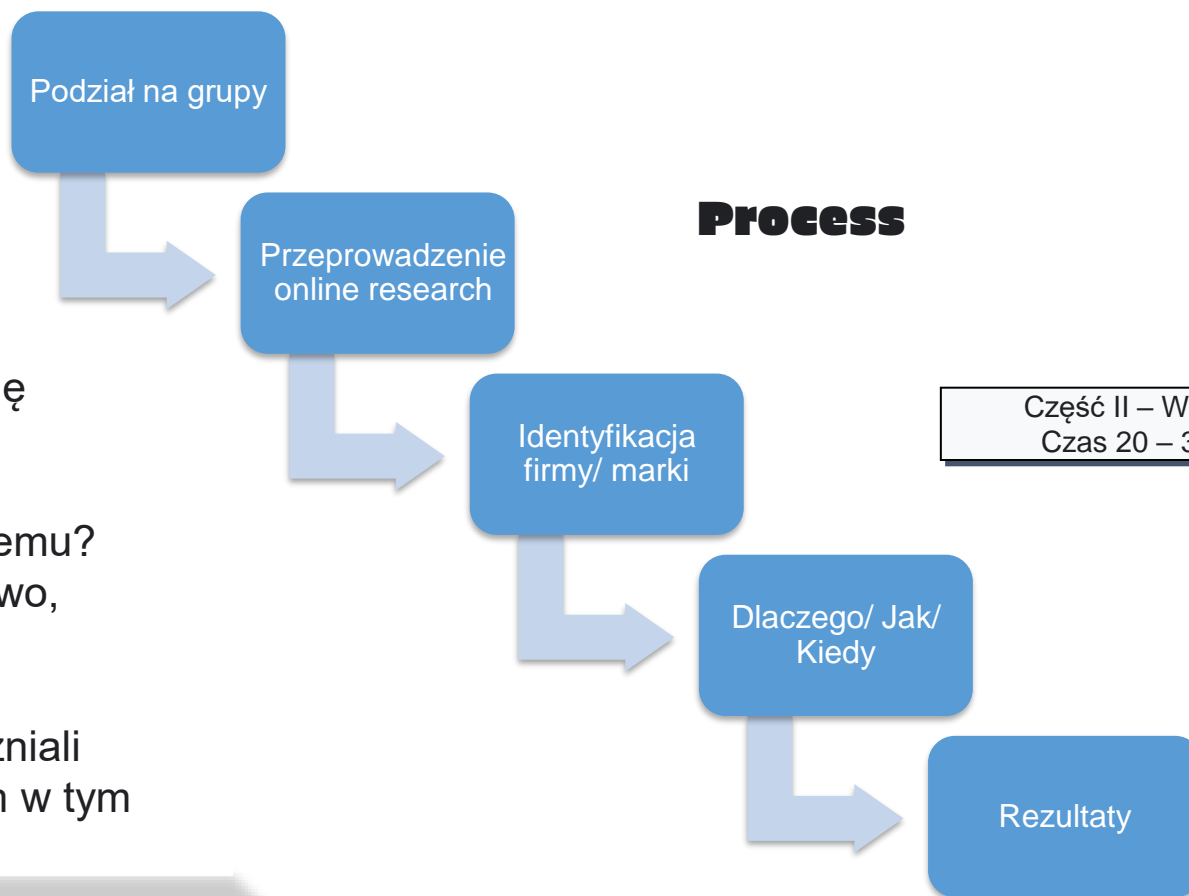 Podział na grupy
Process
Przeprowadzenie
online research
ę
Identyfikacja
firmy/ marki
Część II – W
Czas 20 – 3
emu?
wo,
Dlaczego/ Jak/
Kiedy
zniali
w tym
Rezultaty